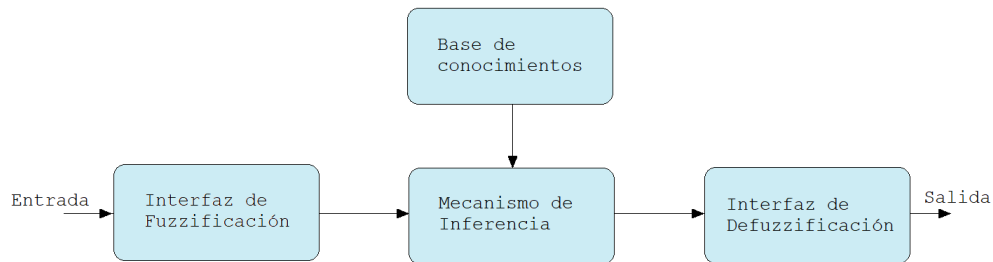 Base de
conocimientos
Entrada
Interfaz de
Fuzzificación
Mecanismo de
Inferencia
Interfaz de
Defuzzificación
Salida